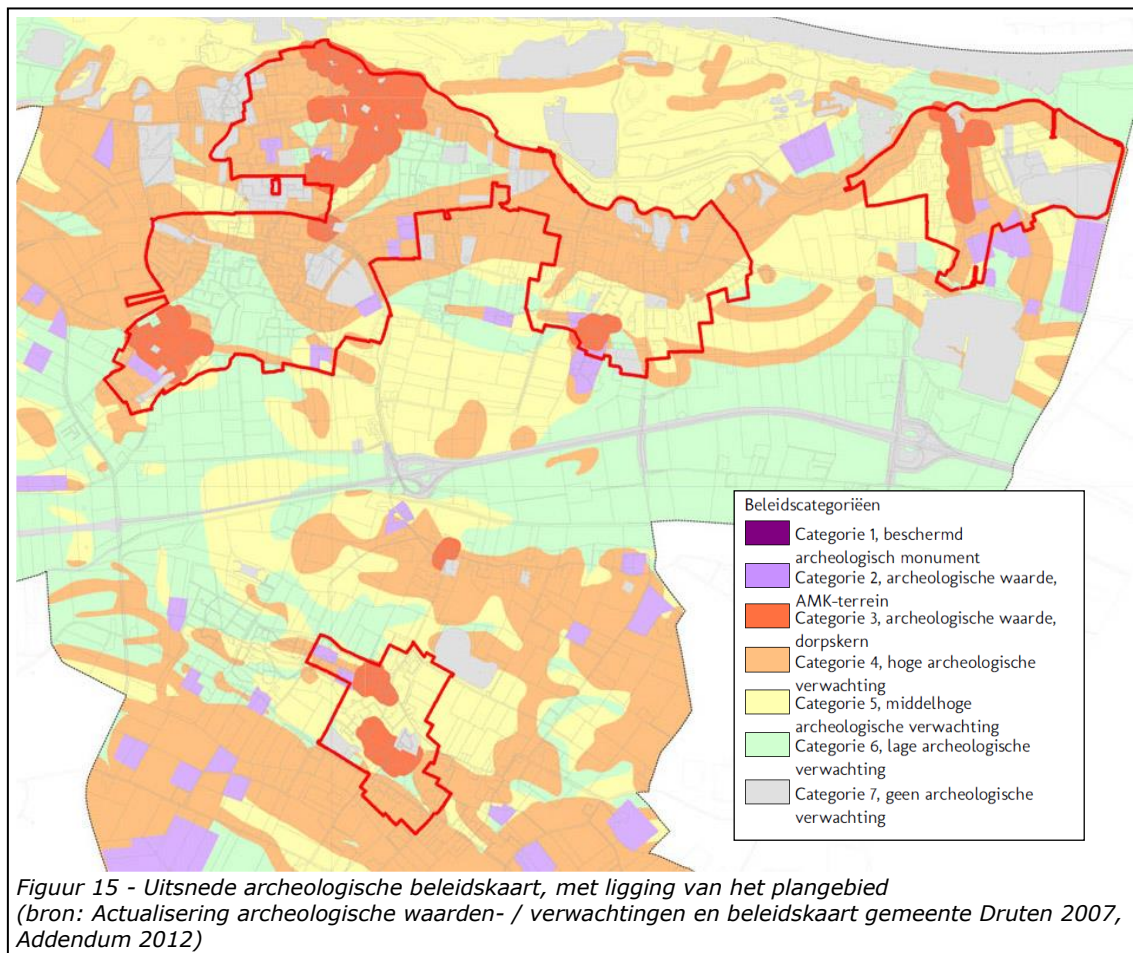 Beleidscategorieën
Categorie 1, beschermd
archeologisch monument
Categorie 2, archeologische waarde,
AMK-terrein
Categorie 3, archeologische waarde,
dorpskern
Categorie 4, hoge archeologische
verwachting
Categorie 5, middelhoge
archeologische verwachting
Categorie 6, lage archeologische
verwachting
Categorie 7, geen archeologische
verwachting
Figuur 15 - Uitsnede archeologische beleidskaart, met ligging van het plangebied
(bron: Actualisering archeologische waarden- / verwachtingen en beleidskaart gemeente Druten 2007,
Addendum 2012)